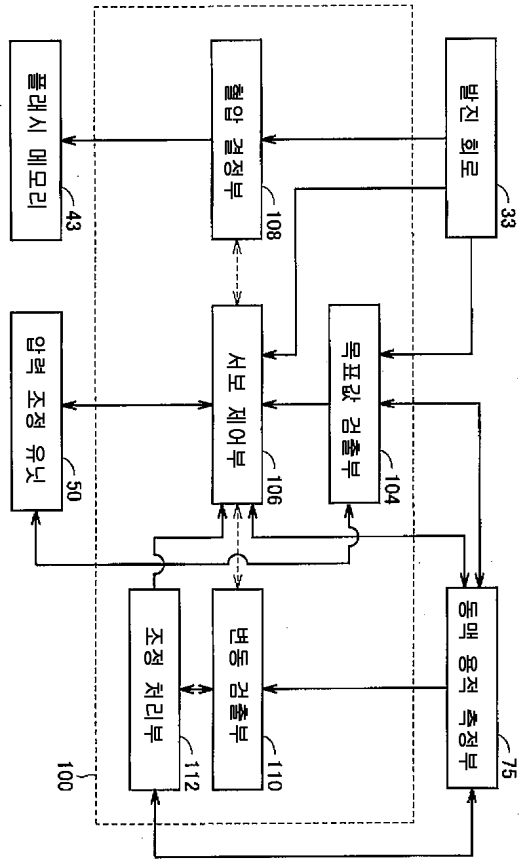 발진 회로
33
목표값 검출부
104
동맥 용적 측정부
75
혈압 결정부
108
서보 제어부
106
변동 검출부
110
조정 처리부
112
100
플래시 메모리
43
압력 조정 유닛
50